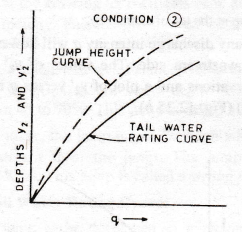 CONDITION ②
JUMP HEIGHT
CURVE
TAIL WATER
RATING CURVE
DEPTHS y₂ AND y₂'
q →